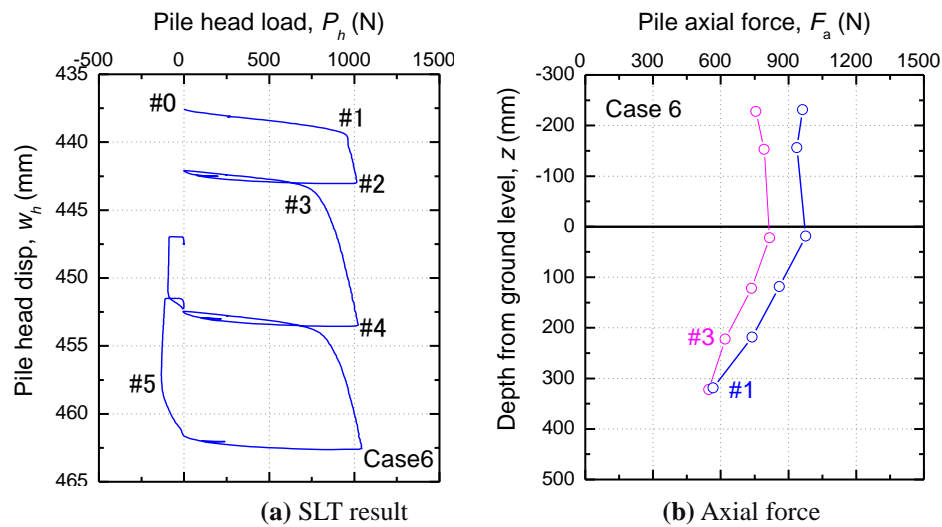 Pile head load, P_h (N)
-500 0 500 1000 1500
435
440
445
450
455
460
465
Pile head disp, w_h (mm)
#0
#1
#2
#3
#4
#5
Case6
(a) SLT result
Pile axial force, F_a (N)
0 300 600 900 1200 1500
-300
-200
-100
0
100
200
300
400
500
Depth from ground level, z (mm)
Case 6
#3
#1
(b) Axial force